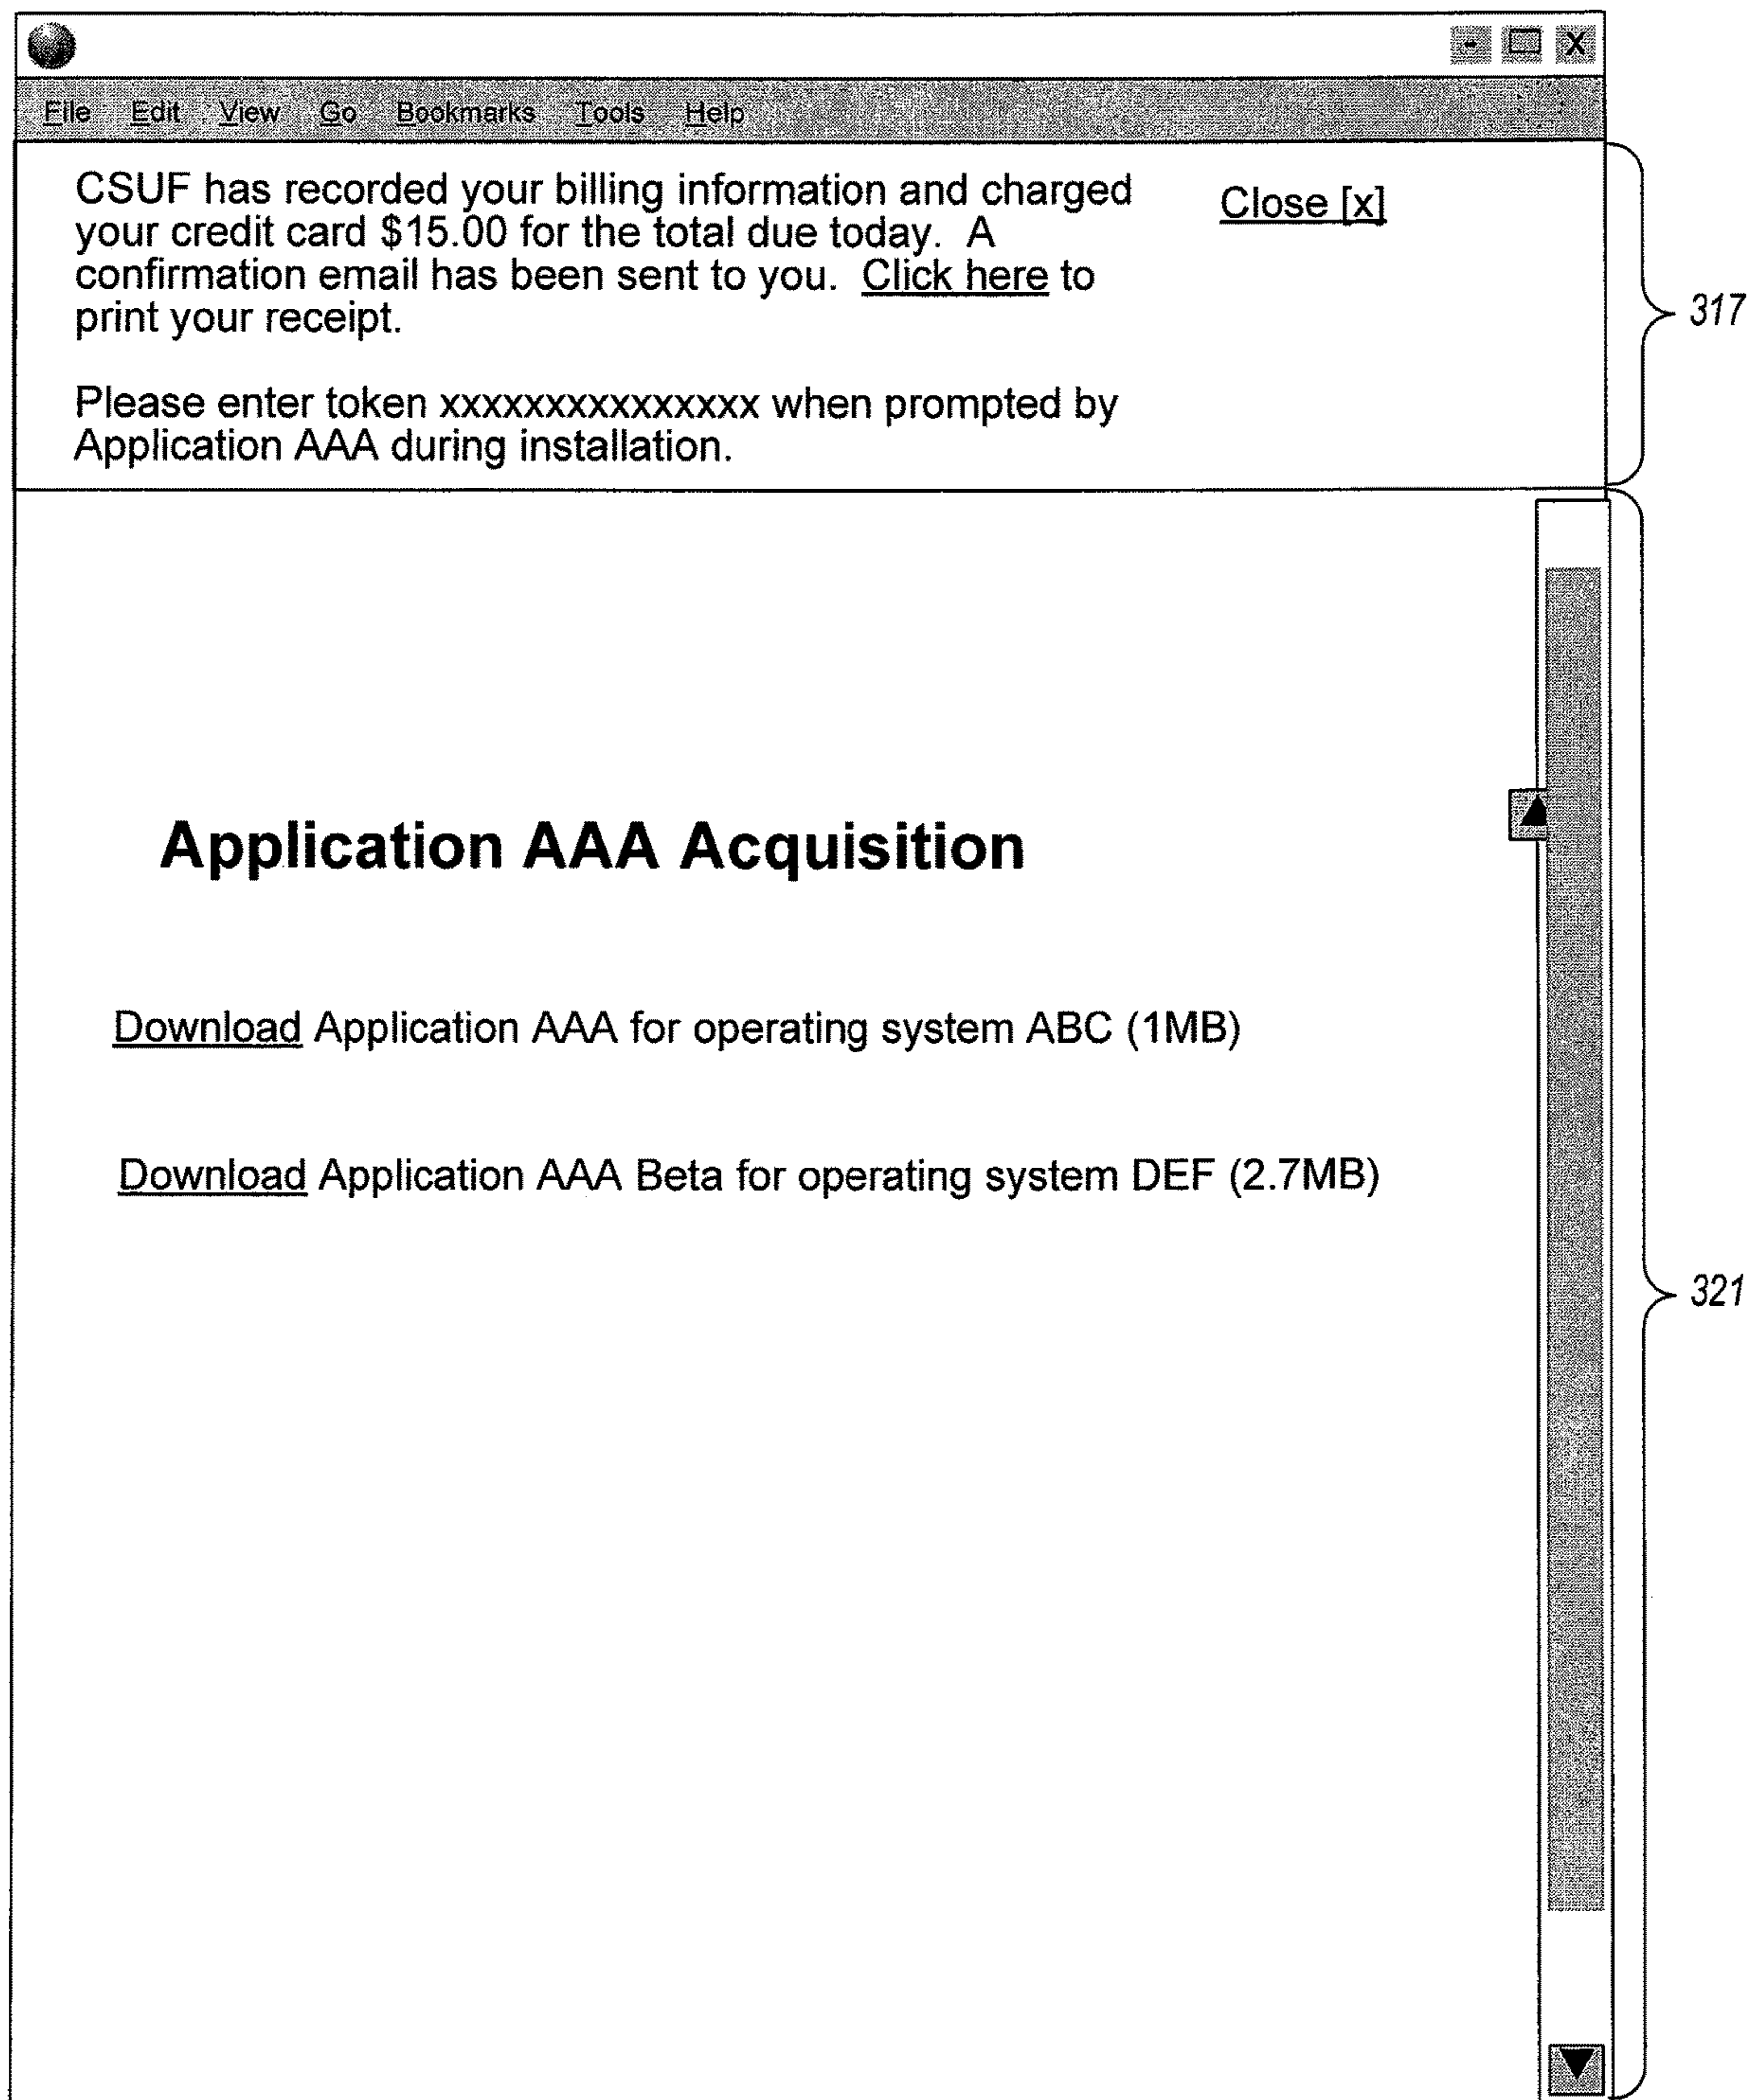 - □ X
File Edit View Go Bookmarks Tools Help
CSUF has recorded your billing information and charged
your credit card $15.00 for the total due today. A
confirmation email has been sent to you. Click here to
print your receipt.
Close [x]
Please enter token xxxxxxxxxxxxxxx when prompted by
Application AAA during installation.
317
Application AAA Acquisition
Download Application AAA for operating system ABC (1MB)
Download Application AAA Beta for operating system DEF (2.7MB)
321